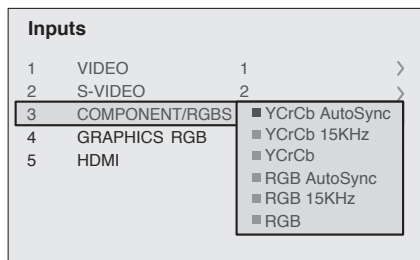 Inputs
1 VIDEO 1 >
2 S-VIDEO 2 >
3 COMPONENT/RGBS
4 GRAPHICS RGB
5 HDMI
YCrCb AutoSync
YCrCb 15KHz
YCrCb
RGB AutoSync
RGB 15KHz
RGB